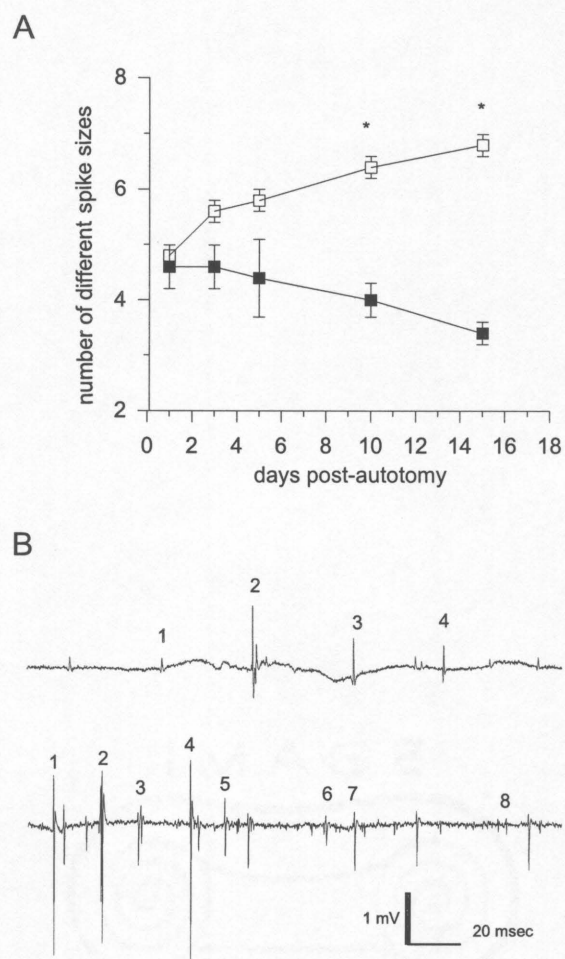 A
number of different spike sizes
8
6
4
2
* *
0 2 4 6 8 10 12 14 16 18
days post-autotomy
B
1 2 3 4
1 2 3 4 5 6 7 8
1 mV
20 msec